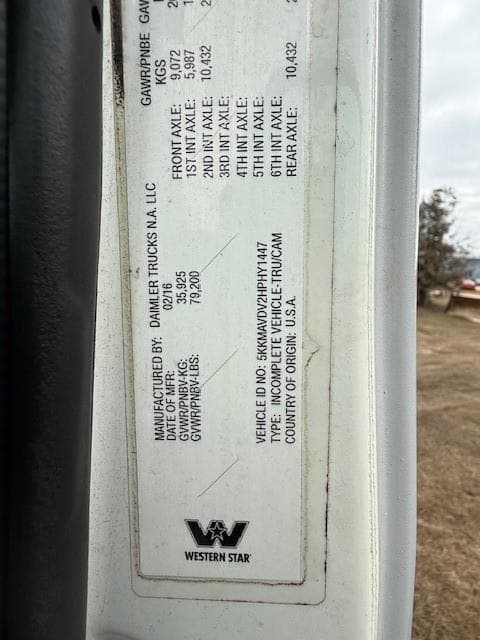 MANUFACTURED BY: DAIMLER TRUCKS N.A. LLC
DATE OF MFR: 02/16
GVWR/PNBV-KG: 35,925
GVWR/PNBV-LBS: 79,200
VEHICLE ID NO: 5KKMAVDV2HPHY1447
TYPE: INCOMPLETE VEHICLE-TRU/CAM
COUNTRY OF ORIGIN: U.S.A.
GAWR/PNBE
KGS
FRONT AXLE: 9,072
1ST INT AXLE: 5,987
2ND INT AXLE: 10,432
3RD INT AXLE:
4TH INT AXLE:
5TH INT AXLE:
6TH INT AXLE:
REAR AXLE: 10,432
WESTERN STAR